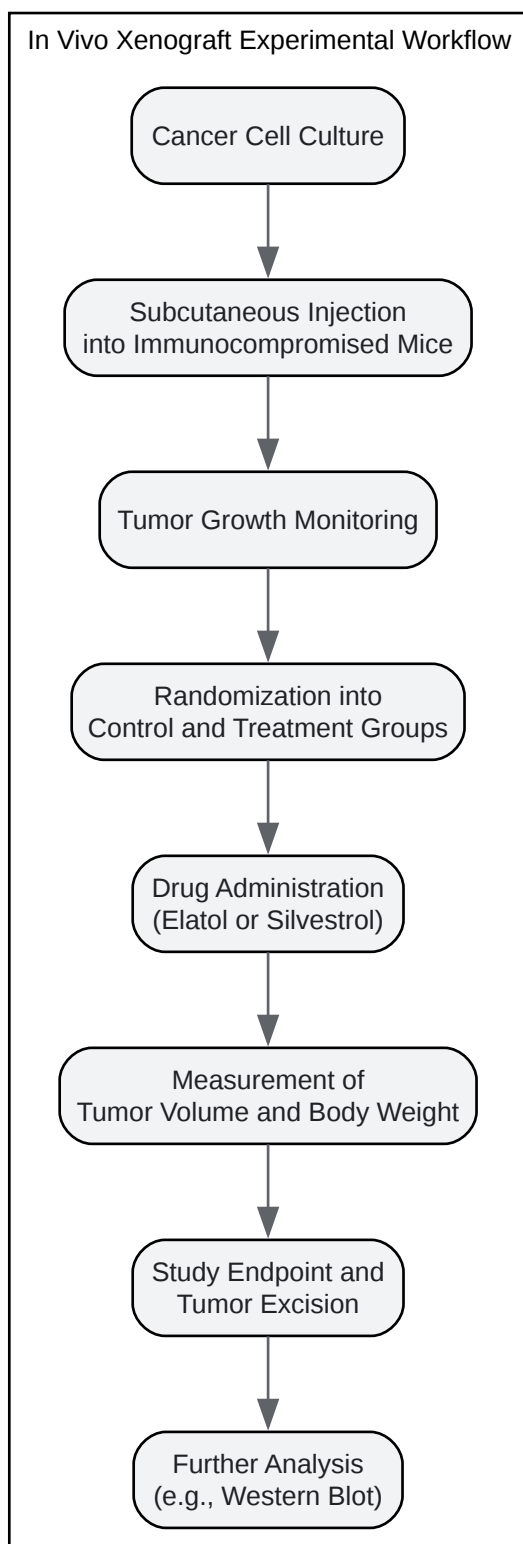 In Vivo Xenograft Experimental Workflow
Cancer Cell Culture
Subcutaneous Injection
into Immunocompromised Mice
Tumor Growth Monitoring
Randomization into
Control and Treatment Groups
Drug Administration
(Elatol or Silvestrol)
Measurement of
Tumor Volume and Body Weight
Study Endpoint and
Tumor Excision
Further Analysis
(e.g., Western Blot)